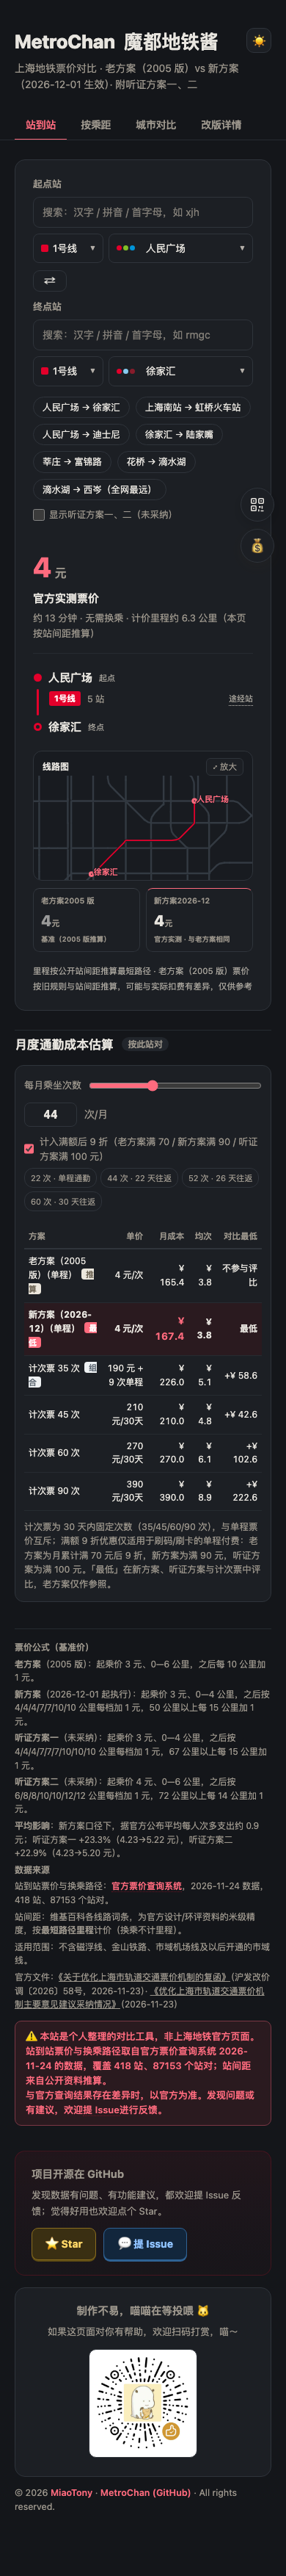 MetroChan 魔都地铁酱
上海地铁票价对比 · 老方案（2005 版）vs 新方案
（2026-12-01 生效）· 附听证方案一、二
站到站 按乘距 城市对比 改版详情
起点站
搜索：汉字 / 拼音 / 首字母，如 xjh
1号线 人民广场
终点站
搜索：汉字 / 拼音 / 首字母，如 rmgc
1号线 徐家汇
人民广场 → 徐家汇 上海南站 → 虹桥火车站
人民广场 → 迪士尼 徐家汇 → 陆家嘴
莘庄 → 富锦路 花桥 → 滴水湖
滴水湖 → 西岑（全网最远）
显示听证方案一、二（未采纳）
4 元
官方实测票价
约 13 分钟 · 无需换乘 · 计价里程约 6.3 公里（本页
按站间距推算）
人民广场 起点
1号线 5 站 途经站
徐家汇 终点
线路图 放大
人民广场
徐家汇
老方案2005 版 新方案2026-12
4元 4元
基准（2005 版推算） 官方实测 · 与老方案相同
里程按公开站间距推算最短路径 · 老方案（2005 版）票价
按旧规则与站间距推算，可能与实际扣费有差异，仅供参考
月度通勤成本估算 按此站对
每月乘坐次数
44 次/月
计入满额后 9 折（老方案满 70 / 新方案满 90 / 听证
方案满 100 元）
22 次 · 单程通勤 44 次 · 22 天往返 52 次 · 26 天往返
60 次 · 30 天往返
方案 单价 月成本 均次 对比最低
老方案（2005 版）（单程） 推算 4 元/次 ¥ 165.4 ¥ 3.8 不参与评比
新方案（2026-12）（单程） 最低 4 元/次 ¥ 167.4 ¥ 3.8 最低
计次票 35 次 组合 190 元 + 9 次单程 ¥ 226.0 ¥ 5.1 +¥ 58.6
计次票 45 次 210 元/30天 ¥ 210.0 ¥ 4.8 +¥ 42.6
计次票 60 次 270 元/30天 ¥ 270.0 ¥ 6.1 +¥ 102.6
计次票 90 次 390 元/30天 ¥ 390.0 ¥ 8.9 +¥ 222.6
计次票为 30 天内固定次数（35/45/60/90 次），与单程票
价互斥；满额 9 折优惠仅适用于刷码/刷卡的单程付费：老
方案为月累计满 70 元后 9 折，新方案为满 90 元，听证方
案为满 100 元。「最低」在新方案、听证方案与计次票中评
比，老方案仅作参照。
票价公式（基准价）
老方案（2005 版）：起乘价 3 元、0—6 公里，之后每 10 公里加
1 元。
新方案（2026-12-01 起执行）：起乘价 3 元、0—4 公里，之后按
4/4/4/7/7/10/10 公里每档加 1 元，50 公里以上每 15 公里加 1
元。
听证方案一（未采纳）：起乘价 3 元、0—4 公里，之后按
4/4/4/7/7/7/10/10/10 公里每档加 1 元，67 公里以上每 15 公里加
1 元。
听证方案二（未采纳）：起乘价 4 元、0—6 公里，之后按
6/8/8/10/10/12/12 公里每档加 1 元，72 公里以上每 14 公里加 1
元。
平均影响：新方案口径下，据官方公布平均每人次多支出约 0.9
元；听证方案一 +23.3%（4.23→5.22 元），听证方案二
+22.9%（4.23→5.20 元）。
数据来源
站到站票价与换乘路径：官方票价查询系统，2026-11-24 数据，
418 站、87153 个站对；
站间距：维基百科各线路词条，为官方设计/环评资料的米级精
度，按最短路径里程计价（换乘不计里程）。
适用范围：不含磁浮线、金山铁路、市域机场线及以后开通的市域
线。
官方文件：《关于优化上海市轨道交通票价机制的复函》（沪发改价
调〔2026〕58号，2026-11-23）· 《优化上海市轨道交通票价机
制主要意见建议采纳情况》（2026-11-23）
⚠️ 本站是个人整理的对比工具，非上海地铁官方页面。
站到站票价与换乘路径取自官方票价查询系统 2026-
11-24 的数据，覆盖 418 站、87153 个站对；站间距
来自公开资料推算。
与官方查询结果存在差异时，以官方为准。发现问题或
有建议，欢迎提 Issue进行反馈。
项目开源在 GitHub
发现数据有问题、有功能建议，都欢迎提 Issue 反
馈；觉得好用也欢迎点个 Star。
⭐ Star 💬 提 Issue
制作不易，喵喵在等投喂 🐱
如果这页面对你有帮助，欢迎扫码打赏，喵～
© 2026 MiaoTony · MetroChan (GitHub) · All rights
reserved.